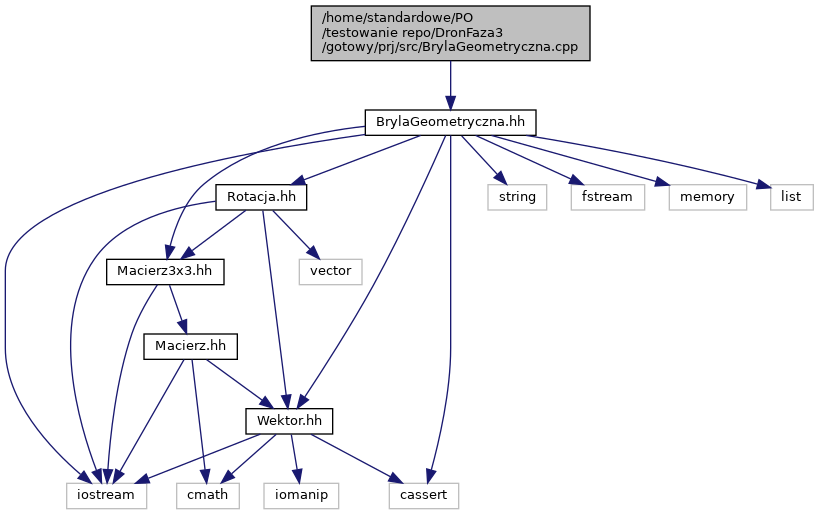 /home/standardowe/PO
/testowanie repo/DronFaza3
/gotowy/prj/src/BrylaGeometryczna.cpp
BrylaGeometryczna.hh
Rotacja.hh
string
fstream
memory
list
Macierz3x3.hh
vector
Macierz.hh
Wektor.hh
iostream
cmath
iomanip
cassert